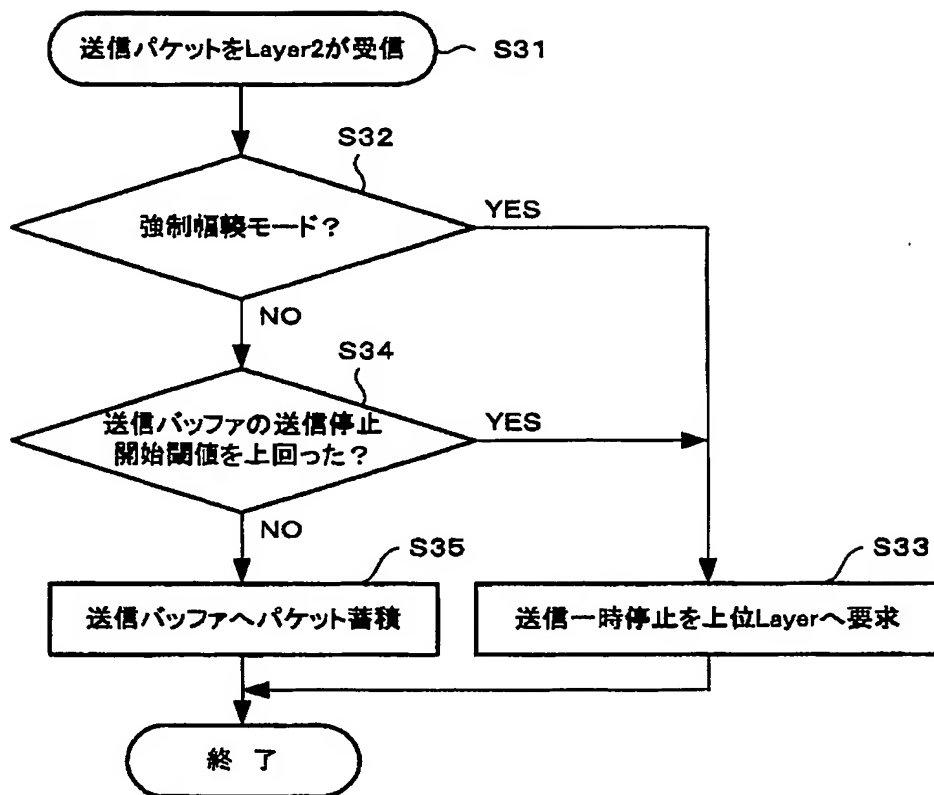 送信パケットをLayer2が受信
S31
S32
強制輻輳モード?
YES
NO
S34
送信バッファの送信停止
開始閾値を上回った?
YES
NO
S35
送信バッファへパケット蓄積
S33
送信一時停止を上位Layerへ要求
終 了